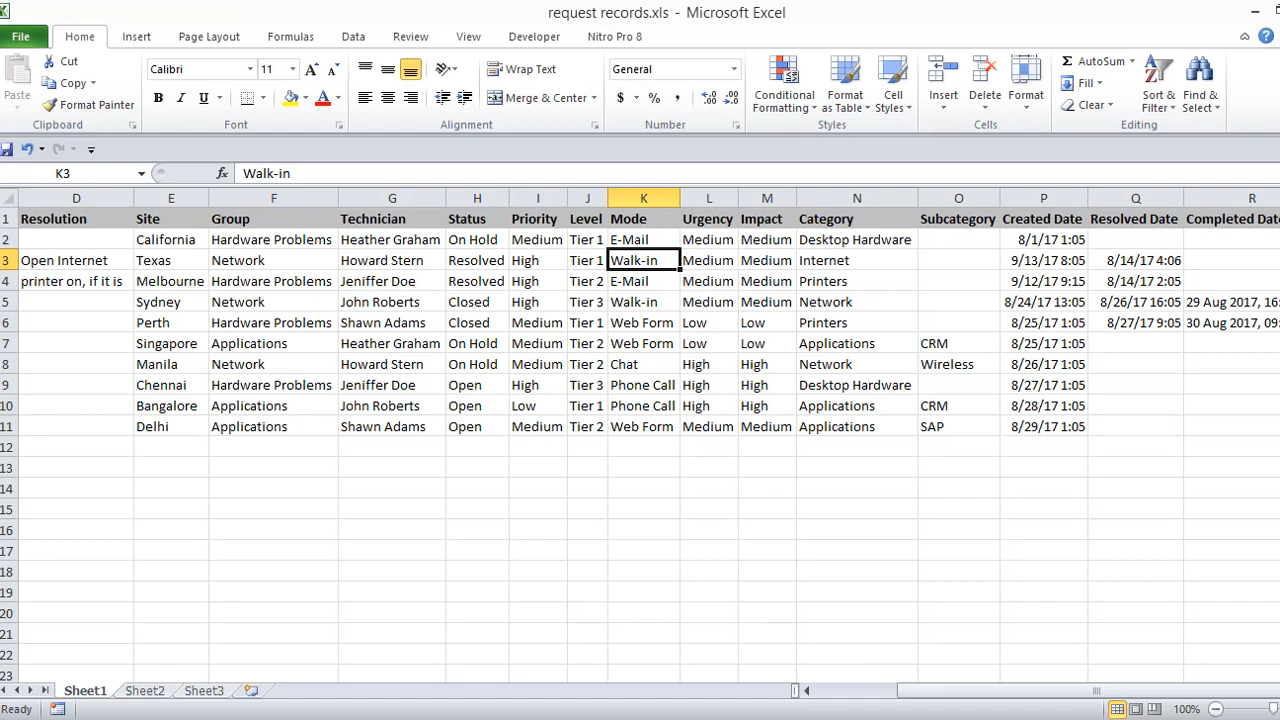 request records.xls - Microsoft Excel
File Home Insert Page Layout Formulas Data Review View Developer Nitro Pro 8
Paste Cut Copy Format Painter
Calibri 11
B I U
Wrap Text
Merge & Center
General
$ % ,
Conditional Formatting Format as Table Cell Styles
Insert Delete Format
AutoSum Fill Clear
Sort & Filter Find & Select
Clipboard Font Alignment Number Styles Cells Editing
K3 fx Walk-in
D E F G H I J K L M N O P Q R
1 Resolution Site Group Technician Status Priority Level Mode Urgency Impact Category Subcategory Created Date Resolved Date Completed Date
2 California Hardware Problems Heather Graham On Hold Medium Tier 1 E-Mail Medium Medium Desktop Hardware 8/1/17 1:05
3 Open Internet Texas Network Howard Stern Resolved High Tier 1 Walk-in Medium Medium Internet 9/13/17 8:05 8/14/17 4:06
4 printer on, if it is Melbourne Hardware Problems Jeniffer Doe Resolved High Tier 2 E-Mail Medium Medium Printers 9/12/17 9:15 8/14/17 2:05
5 Sydney Network John Roberts Closed High Tier 3 Walk-in Medium Medium Network 8/24/17 13:05 8/26/17 16:05 29 Aug 2017, 16:
6 Perth Hardware Problems Shawn Adams Closed Medium Tier 1 Web Form Low Low Printers 8/25/17 1:05 8/27/17 9:05 30 Aug 2017, 09:
7 Singapore Applications Heather Graham On Hold Medium Tier 2 Web Form Low Low Applications CRM 8/25/17 1:05
8 Manila Network Howard Stern On Hold Medium Tier 2 Chat High High Network Wireless 8/26/17 1:05
9 Chennai Hardware Problems Jeniffer Doe Open High Tier 3 Phone Call High High Desktop Hardware 8/27/17 1:05
10 Bangalore Applications John Roberts Open Low Tier 1 Phone Call High High Applications CRM 8/28/17 1:05
11 Delhi Applications Shawn Adams Open Medium Tier 2 Web Form Medium Medium Applications SAP 8/29/17 1:05
12
13
14
15
16
17
18
19
20
21
22
23
Sheet1 Sheet2 Sheet3
Ready 100%